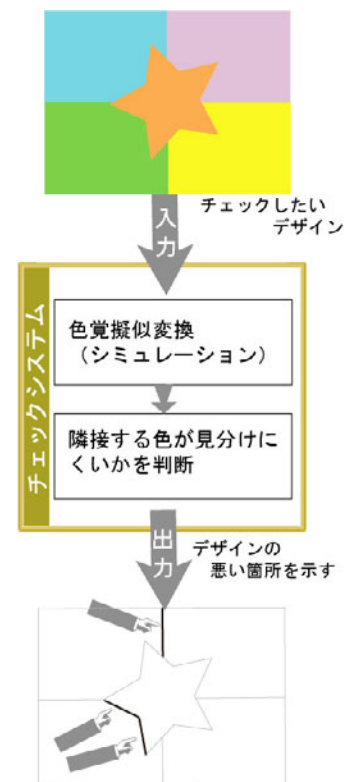 チェックしたい
デザイン
入力
チェックシステム
色覚擬似変換
（シミュレーション）
隣接する色が見分けに
くいかを判断
出力
デザインの
悪い箇所を示す